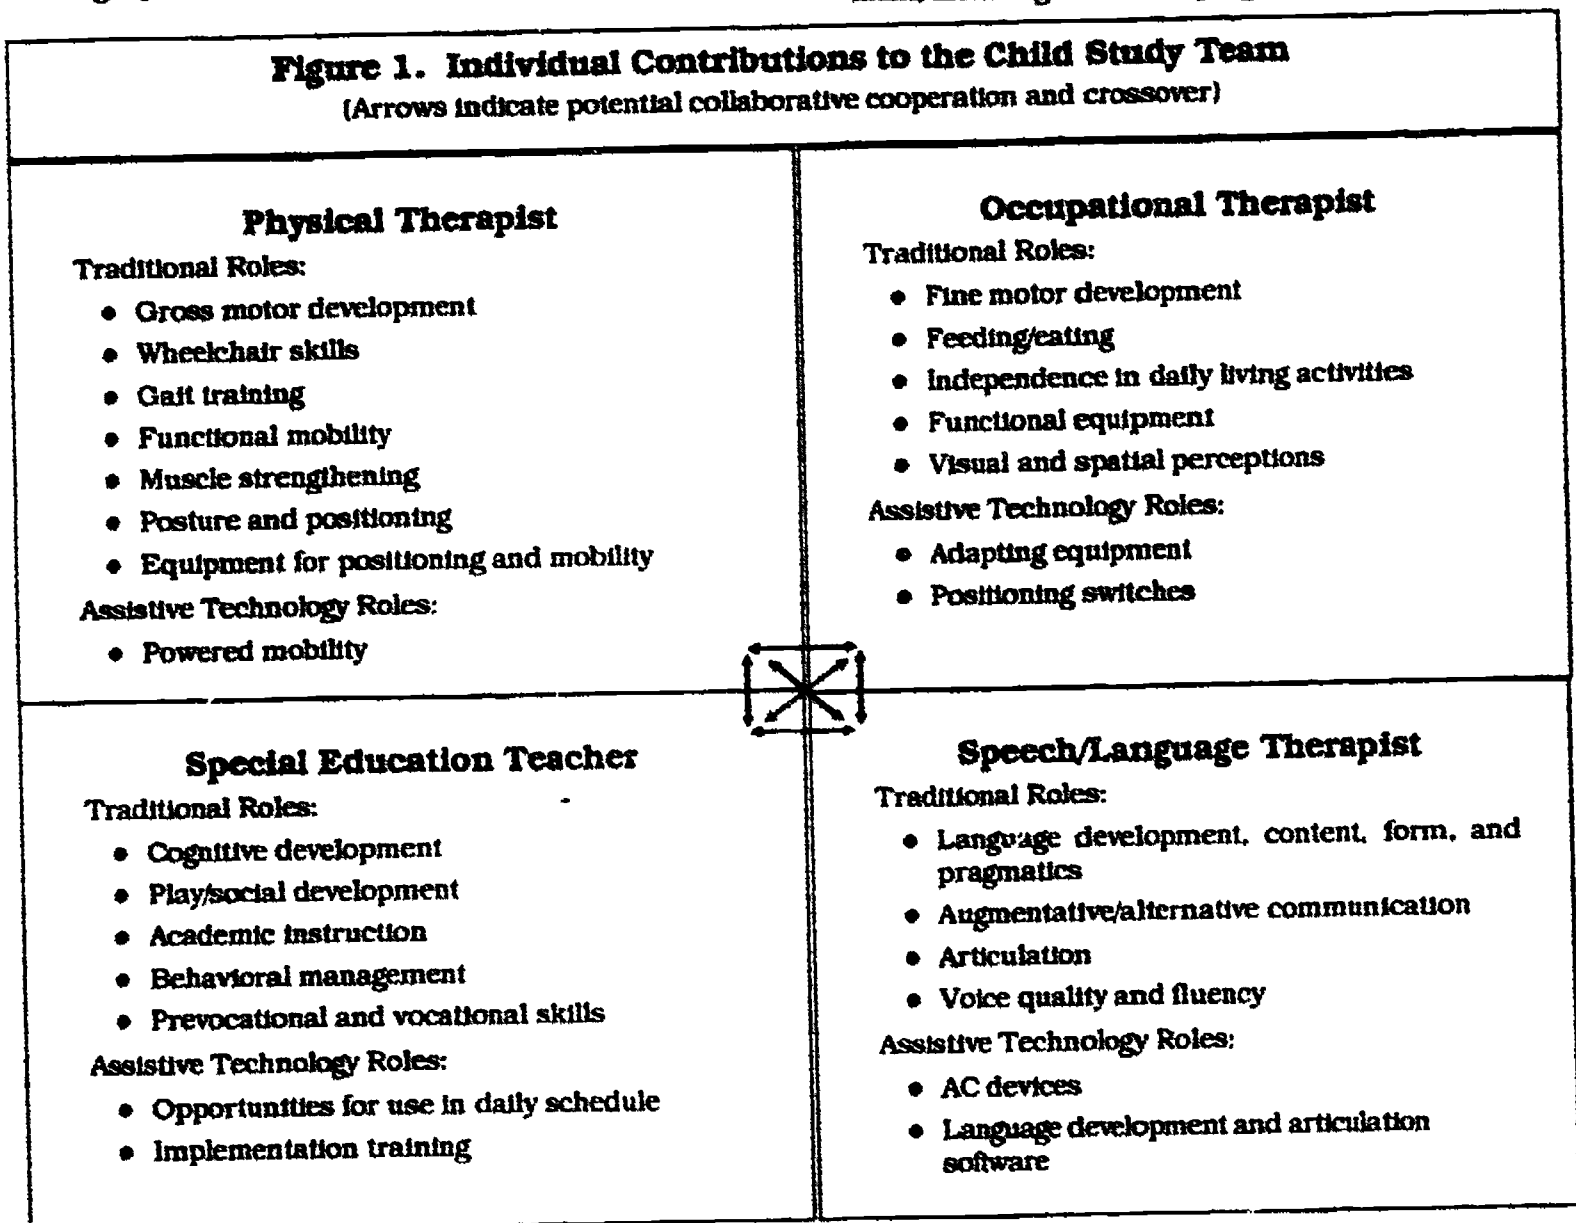 Figure 1. Individual Contributions to the Child Study Team
(Arrows indicate potential collaborative cooperation and crossover)
Physical Therapist
Traditional Roles:
● Gross motor development
● Wheelchair skills
● Gait training
● Functional mobility
● Muscle strengthening
● Posture and positioning
● Equipment for positioning and mobility
Assistive Technology Roles:
● Powered mobility
Occupational Therapist
Traditional Roles:
● Fine motor development
● Feeding/eating
● Independence in daily living activities
● Functional equipment
● Visual and spatial perceptions
Assistive Technology Roles:
● Adapting equipment
● Positioning switches
Special Education Teacher
Traditional Roles:
● Cognitive development
● Play/social development
● Academic instruction
● Behavioral management
● Prevocational and vocational skills
Assistive Technology Roles:
● Opportunities for use in daily schedule
● Implementation training
Speech/Language Therapist
Traditional Roles:
● Language development, content, form, and
pragmatics
● Augmentative/alternative communication
● Articulation
● Voice quality and fluency
Assistive Technology Roles:
● AC devices
● Language development and articulation
software